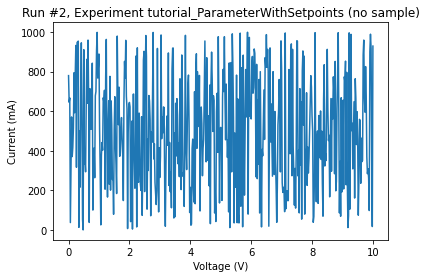 Run #2, Experiment tutorial_ParameterWithSetpoints (no sample)
1000
800
600
400
200
0
Current (mA)
0 2 4 6 8 10
Voltage (V)